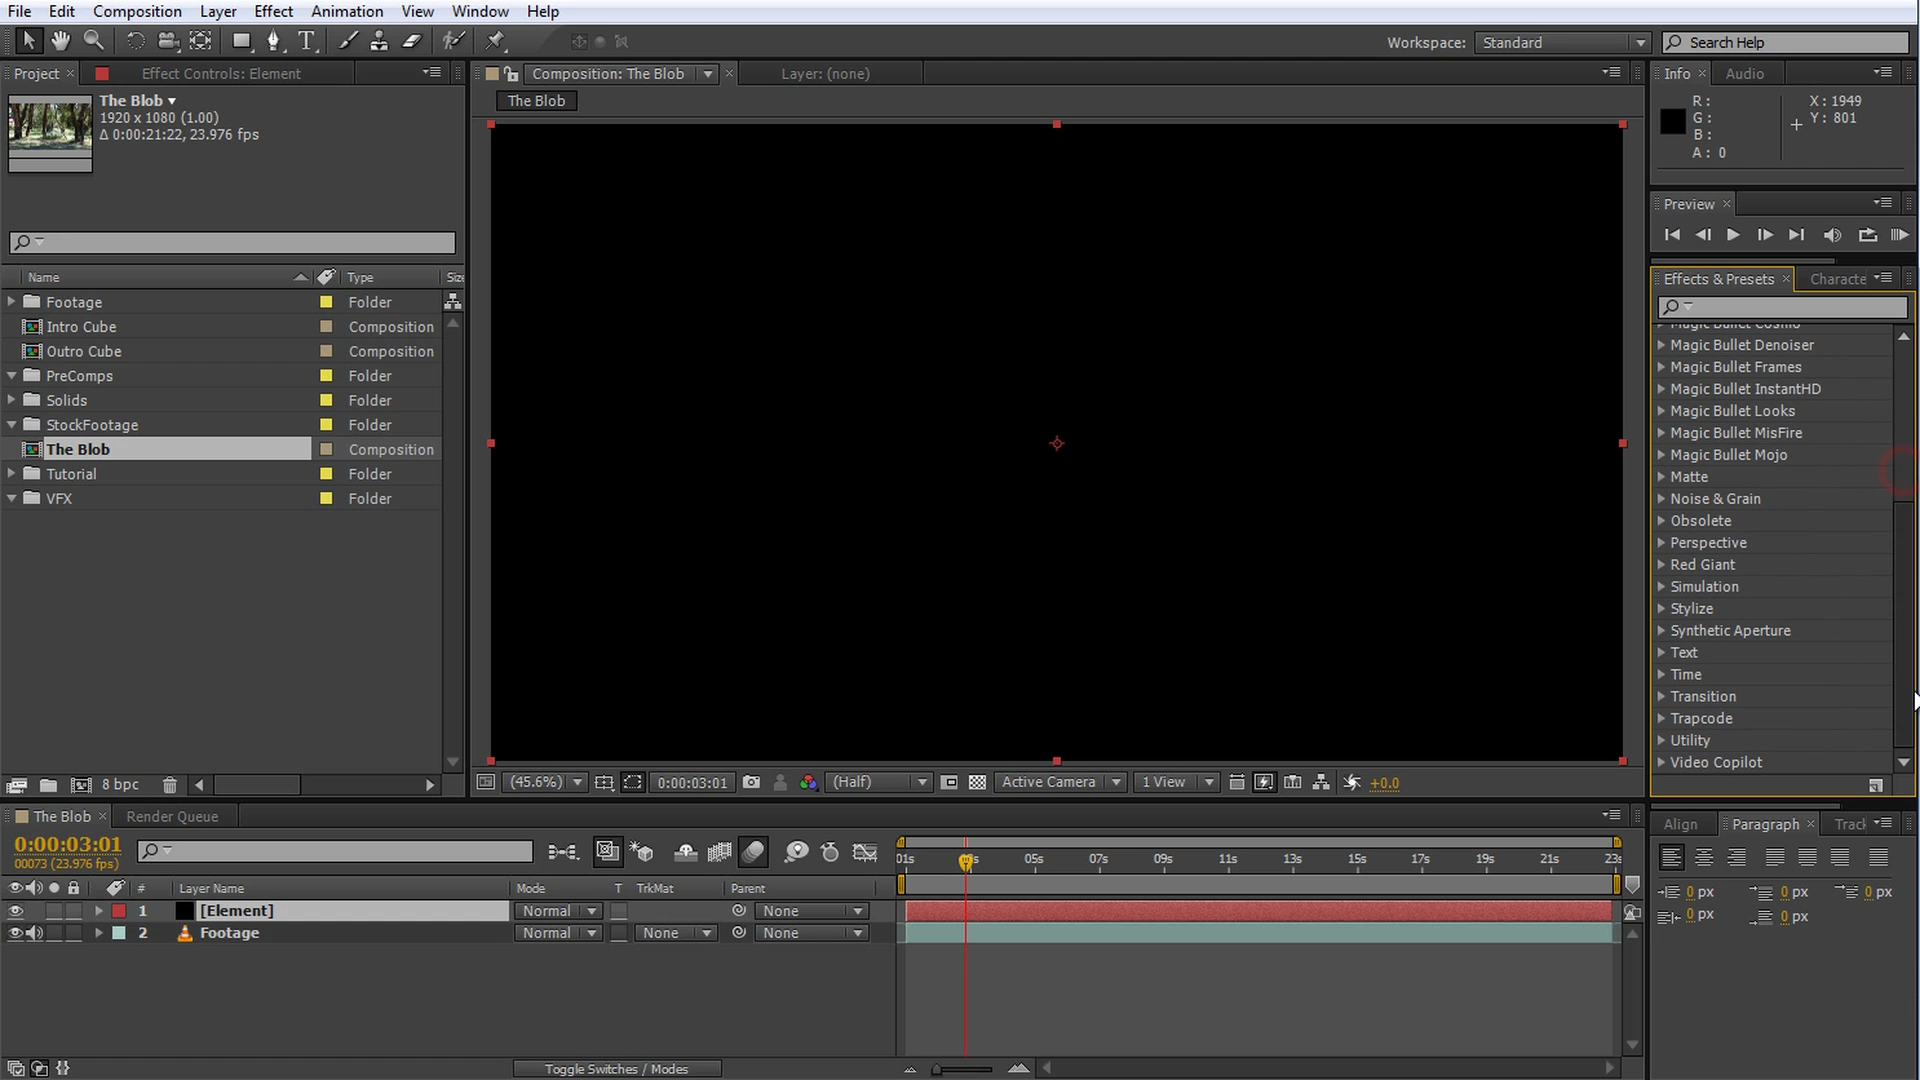 File Edit Composition Layer Effect Animation View Window Help
Workspace: Standard Search Help
Project × Effect Controls: Element
Composition: The Blob × Layer: (none)
Info × Audio
The Blob
1920 x 1080 (1.00)
Δ 0:00:21:22, 23.976 fps
The Blob
R:
G:
B:
A: 0
X: 1949
Y: 801
Preview ×
Effects & Presets × Characte
Name Type Size
Footage Folder
Intro Cube Composition
Outro Cube Composition
PreComps Folder
Solids Folder
StockFootage Folder
The Blob Composition
Tutorial Folder
VFX Folder
8 bpc
Magic Bullet Cosmo
Magic Bullet Denoiser
Magic Bullet Frames
Magic Bullet InstantHD
Magic Bullet Looks
Magic Bullet MisFire
Magic Bullet Mojo
Matte
Noise & Grain
Obsolete
Perspective
Red Giant
Simulation
Stylize
Synthetic Aperture
Text
Time
Transition
Trapcode
Utility
Video Copilot
(45.6%) 0:00:03:01 (Half) Active Camera 1 View +0.0
The Blob × Render Queue
0:00:03:01
00073 (23.976 fps)
01s 05s 07s 09s 11s 13s 15s 17s 19s 21s 23s
# Layer Name Mode T TrkMat Parent
1 [Element] Normal None
2 Footage Normal None None
Toggle Switches / Modes
Align Paragraph × Track
0 px 0 px 0 px
0 px 0 px